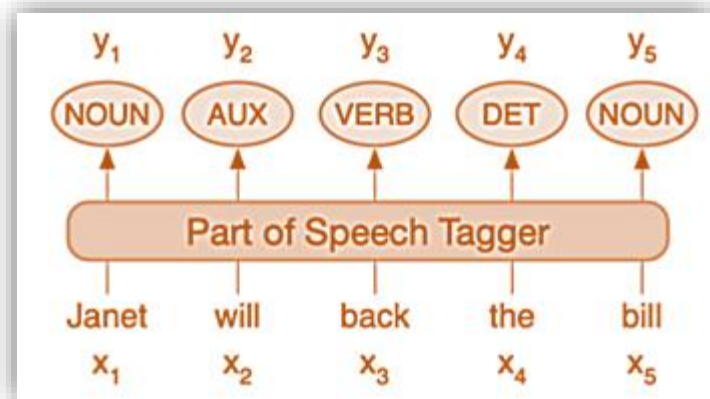 y₁ y₂ y₃ y₄ y₅
NOUN AUX VERB DET NOUN
Part of Speech Tagger
Janet will back the bill
x₁ x₂ x₃ x₄ x₅